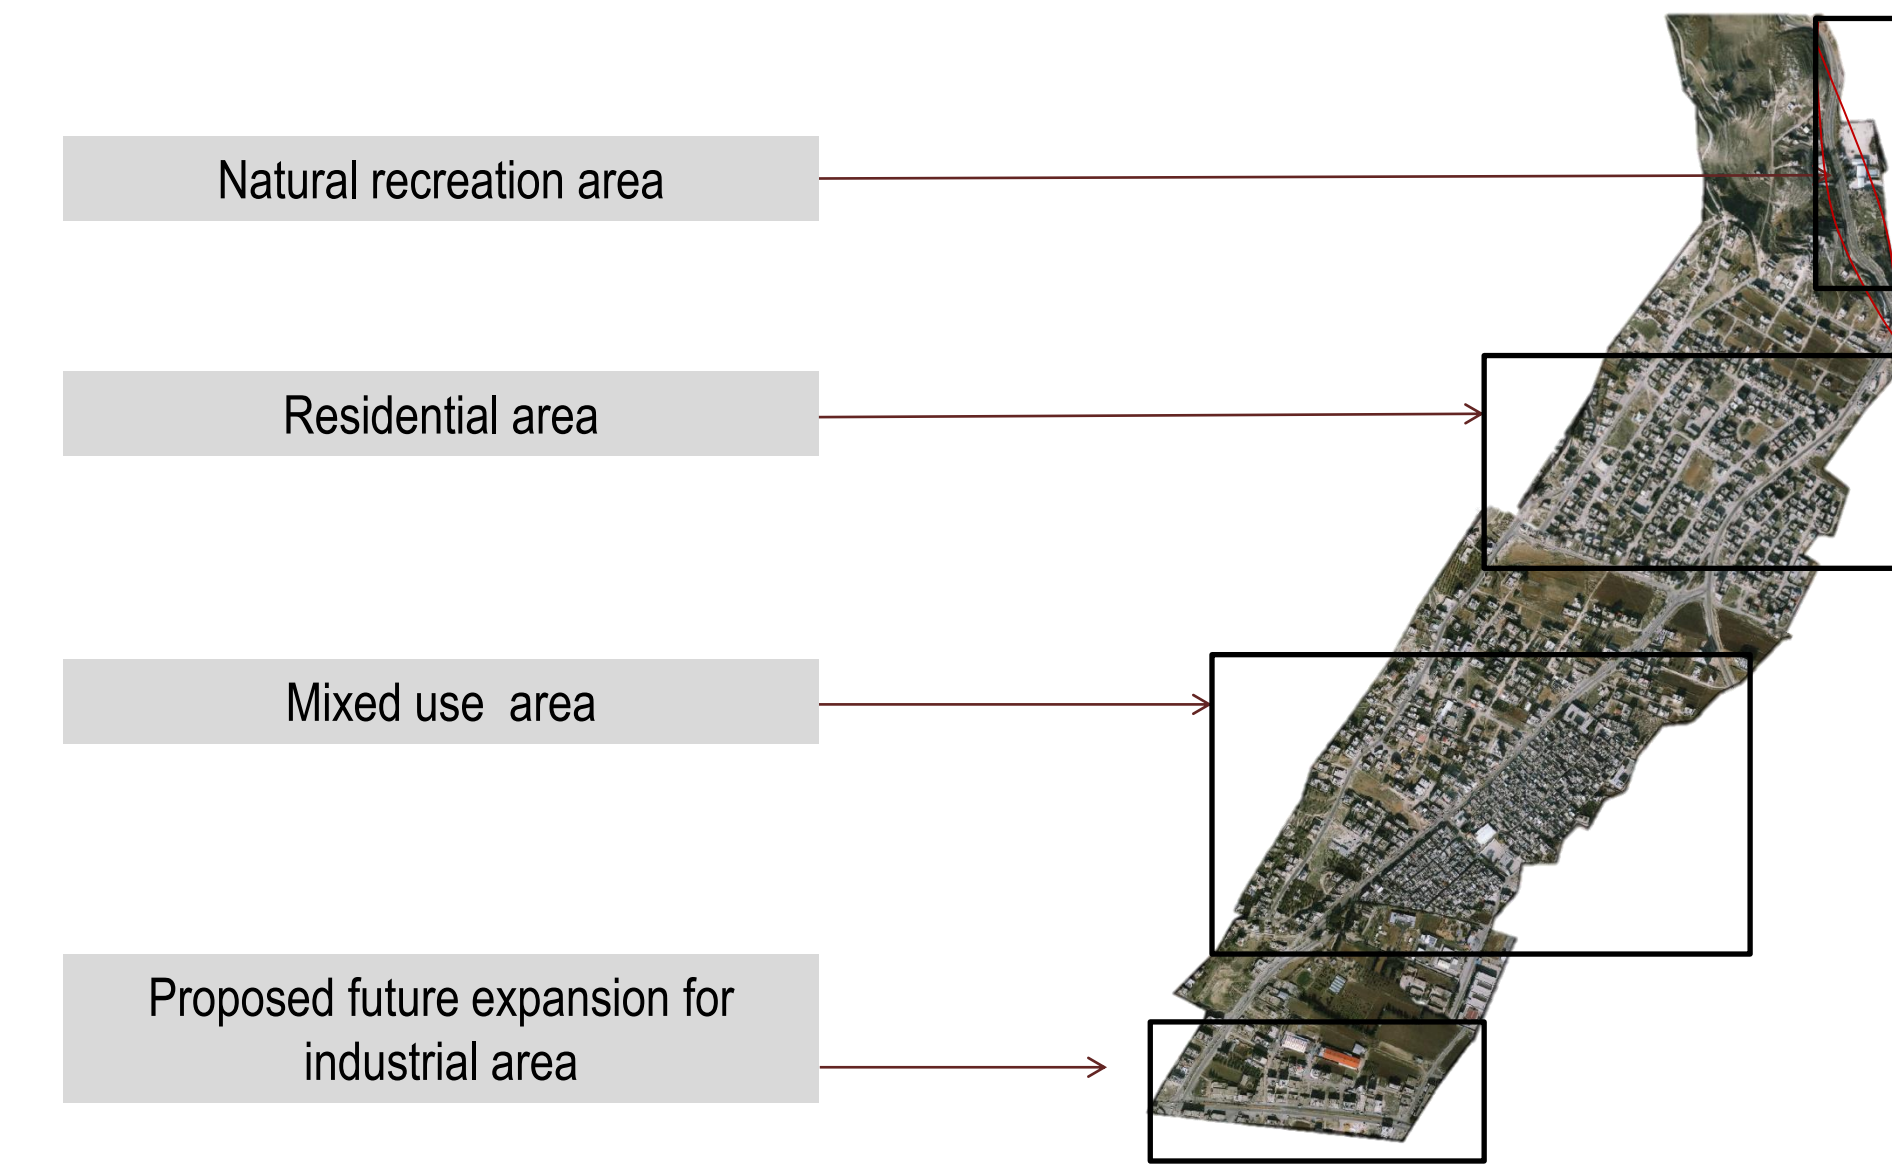 Natural recreation area
Residential area
Mixed use  area
Proposed future expansion for
industrial area